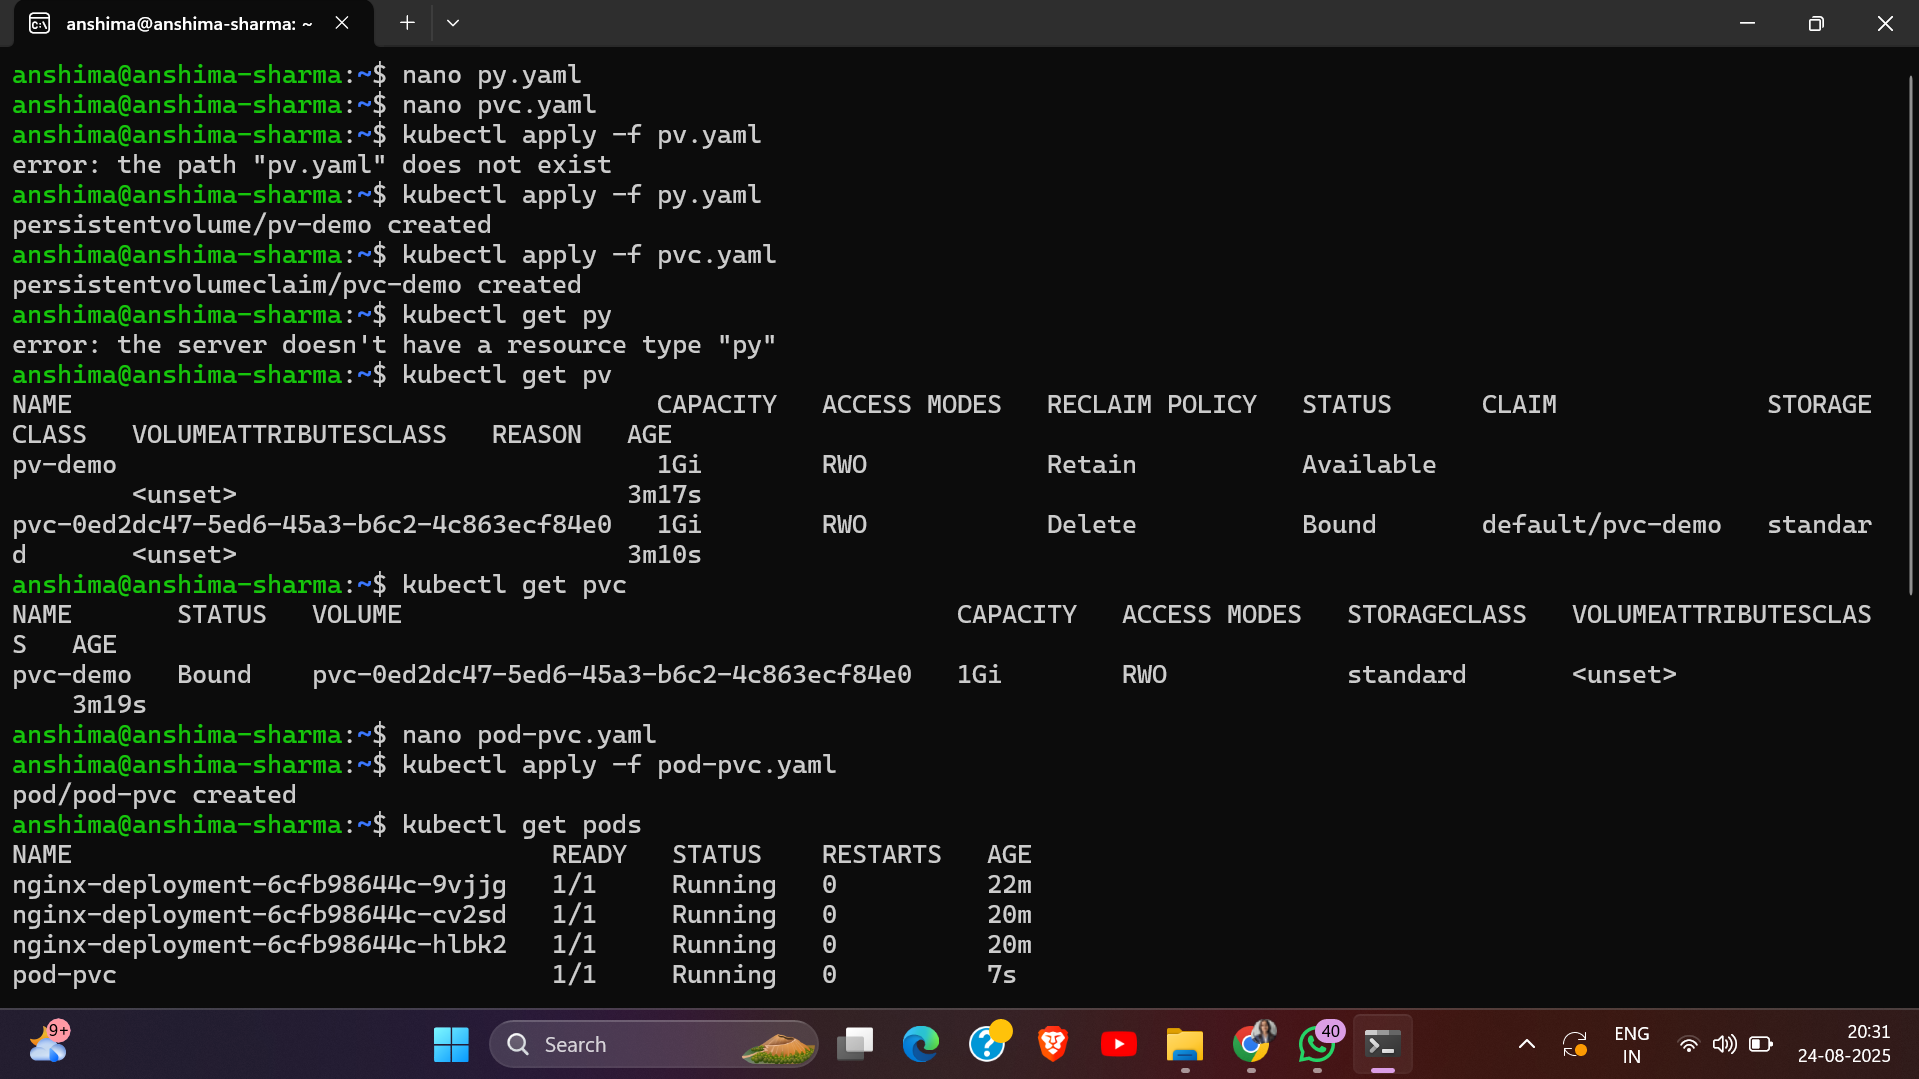 anshima@anshima-sharma: ~
anshima@anshima-sharma:~$ nano py.yaml
anshima@anshima-sharma:~$ nano pvc.yaml
anshima@anshima-sharma:~$ kubectl apply -f pv.yaml
error: the path "pv.yaml" does not exist
anshima@anshima-sharma:~$ kubectl apply -f py.yaml
persistentvolume/pv-demo created
anshima@anshima-sharma:~$ kubectl apply -f pvc.yaml
persistentvolumeclaim/pvc-demo created
anshima@anshima-sharma:~$ kubectl get py
error: the server doesn't have a resource type "py"
anshima@anshima-sharma:~$ kubectl get pv
NAME CAPACITY ACCESS MODES RECLAIM POLICY STATUS CLAIM STORAGE
CLASS VOLUMEATTRIBUTESCLASS REASON AGE
pv-demo 1Gi RWO Retain Available
<unset> 3m17s
pvc-0ed2dc47-5ed6-45a3-b6c2-4c863ecf84e0 1Gi RWO Delete Bound default/pvc-demo standar
d <unset> 3m10s
anshima@anshima-sharma:~$ kubectl get pvc
NAME STATUS VOLUME CAPACITY ACCESS MODES STORAGECLASS VOLUMEATTRIBUTESCLAS
S AGE
pvc-demo Bound pvc-0ed2dc47-5ed6-45a3-b6c2-4c863ecf84e0 1Gi RWO standard <unset>
3m19s
anshima@anshima-sharma:~$ nano pod-pvc.yaml
anshima@anshima-sharma:~$ kubectl apply -f pod-pvc.yaml
pod/pod-pvc created
anshima@anshima-sharma:~$ kubectl get pods
NAME READY STATUS RESTARTS AGE
nginx-deployment-6cfb98644c-9vjjg 1/1 Running 0 22m
nginx-deployment-6cfb98644c-cv2sd 1/1 Running 0 20m
nginx-deployment-6cfb98644c-hlbk2 1/1 Running 0 20m
pod-pvc 1/1 Running 0 7s
9+
Search
40
ENG
IN
20:31
24-08-2025